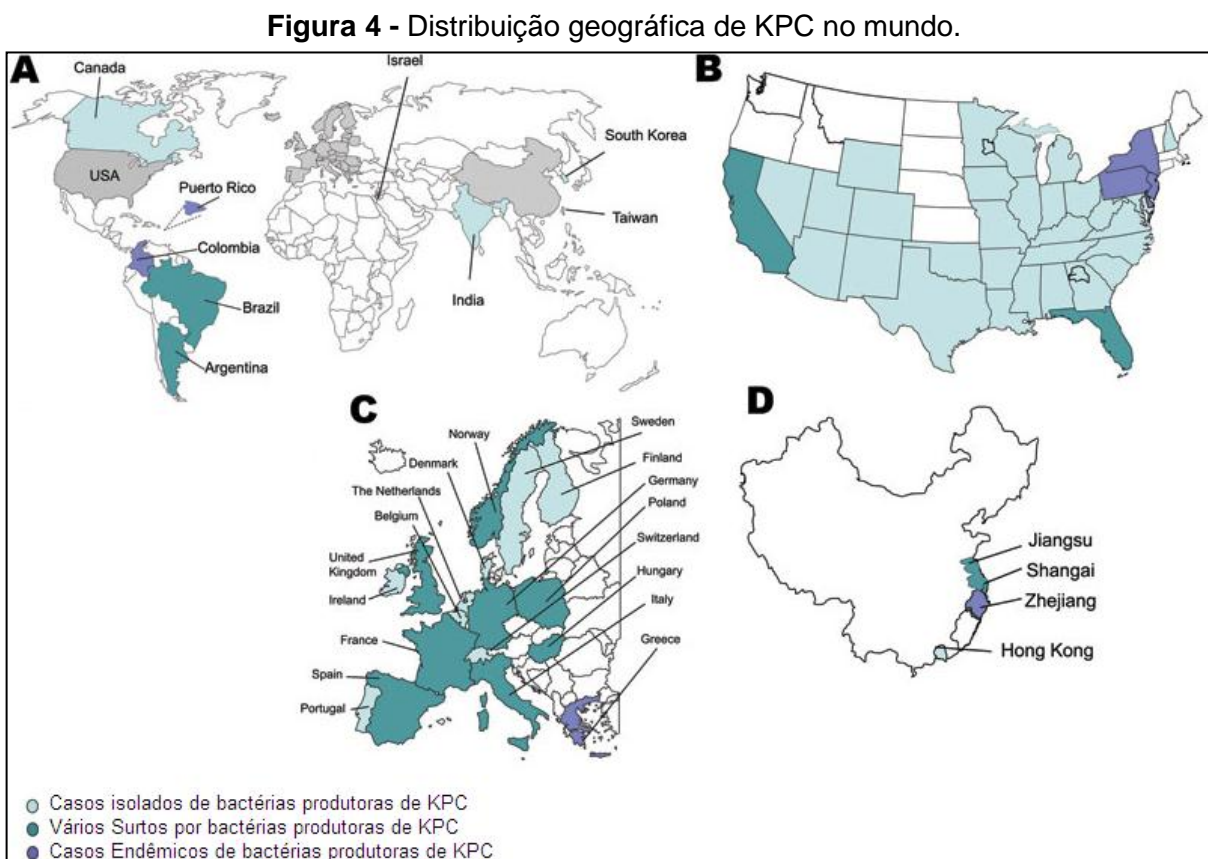 Figura 4 - Distribuição geográfica de KPC no mundo.
A
Canada
Israel
South Korea
USA
Puerto Rico
Taiwan
Colombia
India
Brazil
Argentina
B
C
Norway
Sweden
Denmark
Finland
The Netherlands
Germany
Belgium
Poland
Switzerland
United
Kingdom
Hungary
Ireland
Italy
France
Greece
Spain
Portugal
D
Jiangsu
Shangai
Zhejiang
Hong Kong
Casos isolados de bactérias produtoras de KPC
Vários Surtos por bactérias produtoras de KPC
Casos Endêmicos de bactérias produtoras de KPC